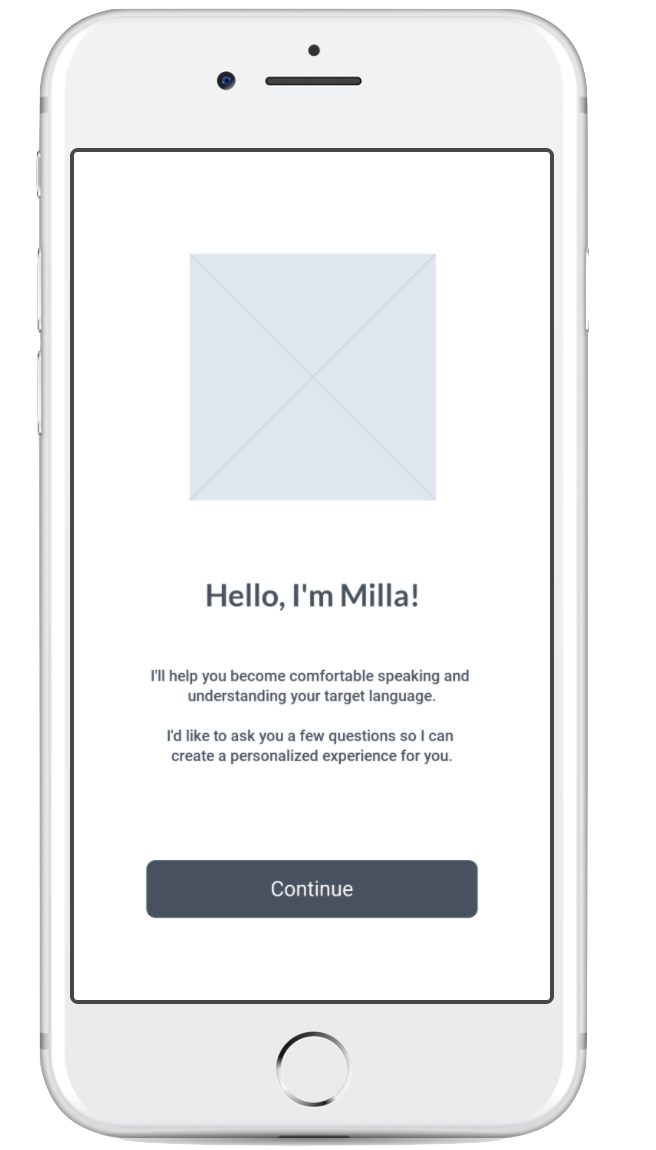 Hello, I'm Milla!
I'll help you become comfortable speaking and
understanding your target language.
I'd like to ask you a few questions so I can
create a personalized experience for you.
Continue